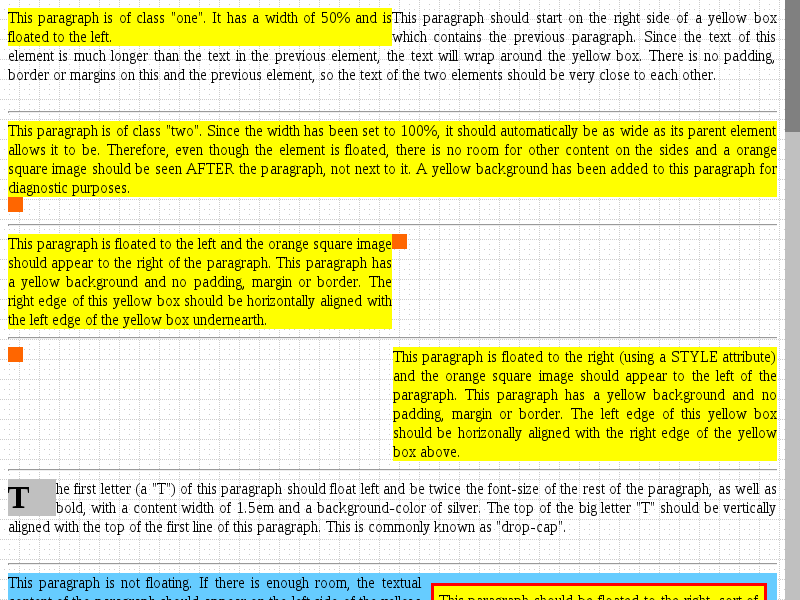 This paragraph is of class "one". It has a width of 50% and is
floated to the left.
This paragraph should start on the right side of a yellow box
which contains the previous paragraph. Since the text of this
element is much longer than the text in the previous element, the text will wrap around the yellow box. There is no padding,
border or margins on this and the previous element, so the text of the two elements should be very close to each other.
This paragraph is of class "two". Since the width has been set to 100%, it should automatically be as wide as its parent element
allows it to be. Therefore, even though the element is floated, there is no room for other content on the sides and a orange
square image should be seen AFTER the paragraph, not next to it. A yellow background has been added to this paragraph for
diagnostic purposes.
This paragraph is floated to the left and the orange square image
should appear to the right of the paragraph. This paragraph has
a yellow background and no padding, margin or border. The
right edge of this yellow box should be horizontally aligned with
the left edge of the yellow box undernearth.
This paragraph is floated to the right (using a STYLE attribute)
and the orange square image should appear to the left of the
paragraph. This paragraph has a yellow background and no
padding, margin or border. The left edge of this yellow box
should be horizonally aligned with the right edge of the yellow
box above.
The first letter (a "T") of this paragraph should float left and be twice the font-size of the rest of the paragraph, as well as
bold, with a content width of 1.5em and a background-color of silver. The top of the big letter "T" should be vertically
aligned with the top of the first line of this paragraph. This is commonly known as "drop-cap".
This paragraph is not floating. If there is enough room, the textual
content of the paragraph should appear on the left side of the yellow
This paragraph should be floated to the right, sort of